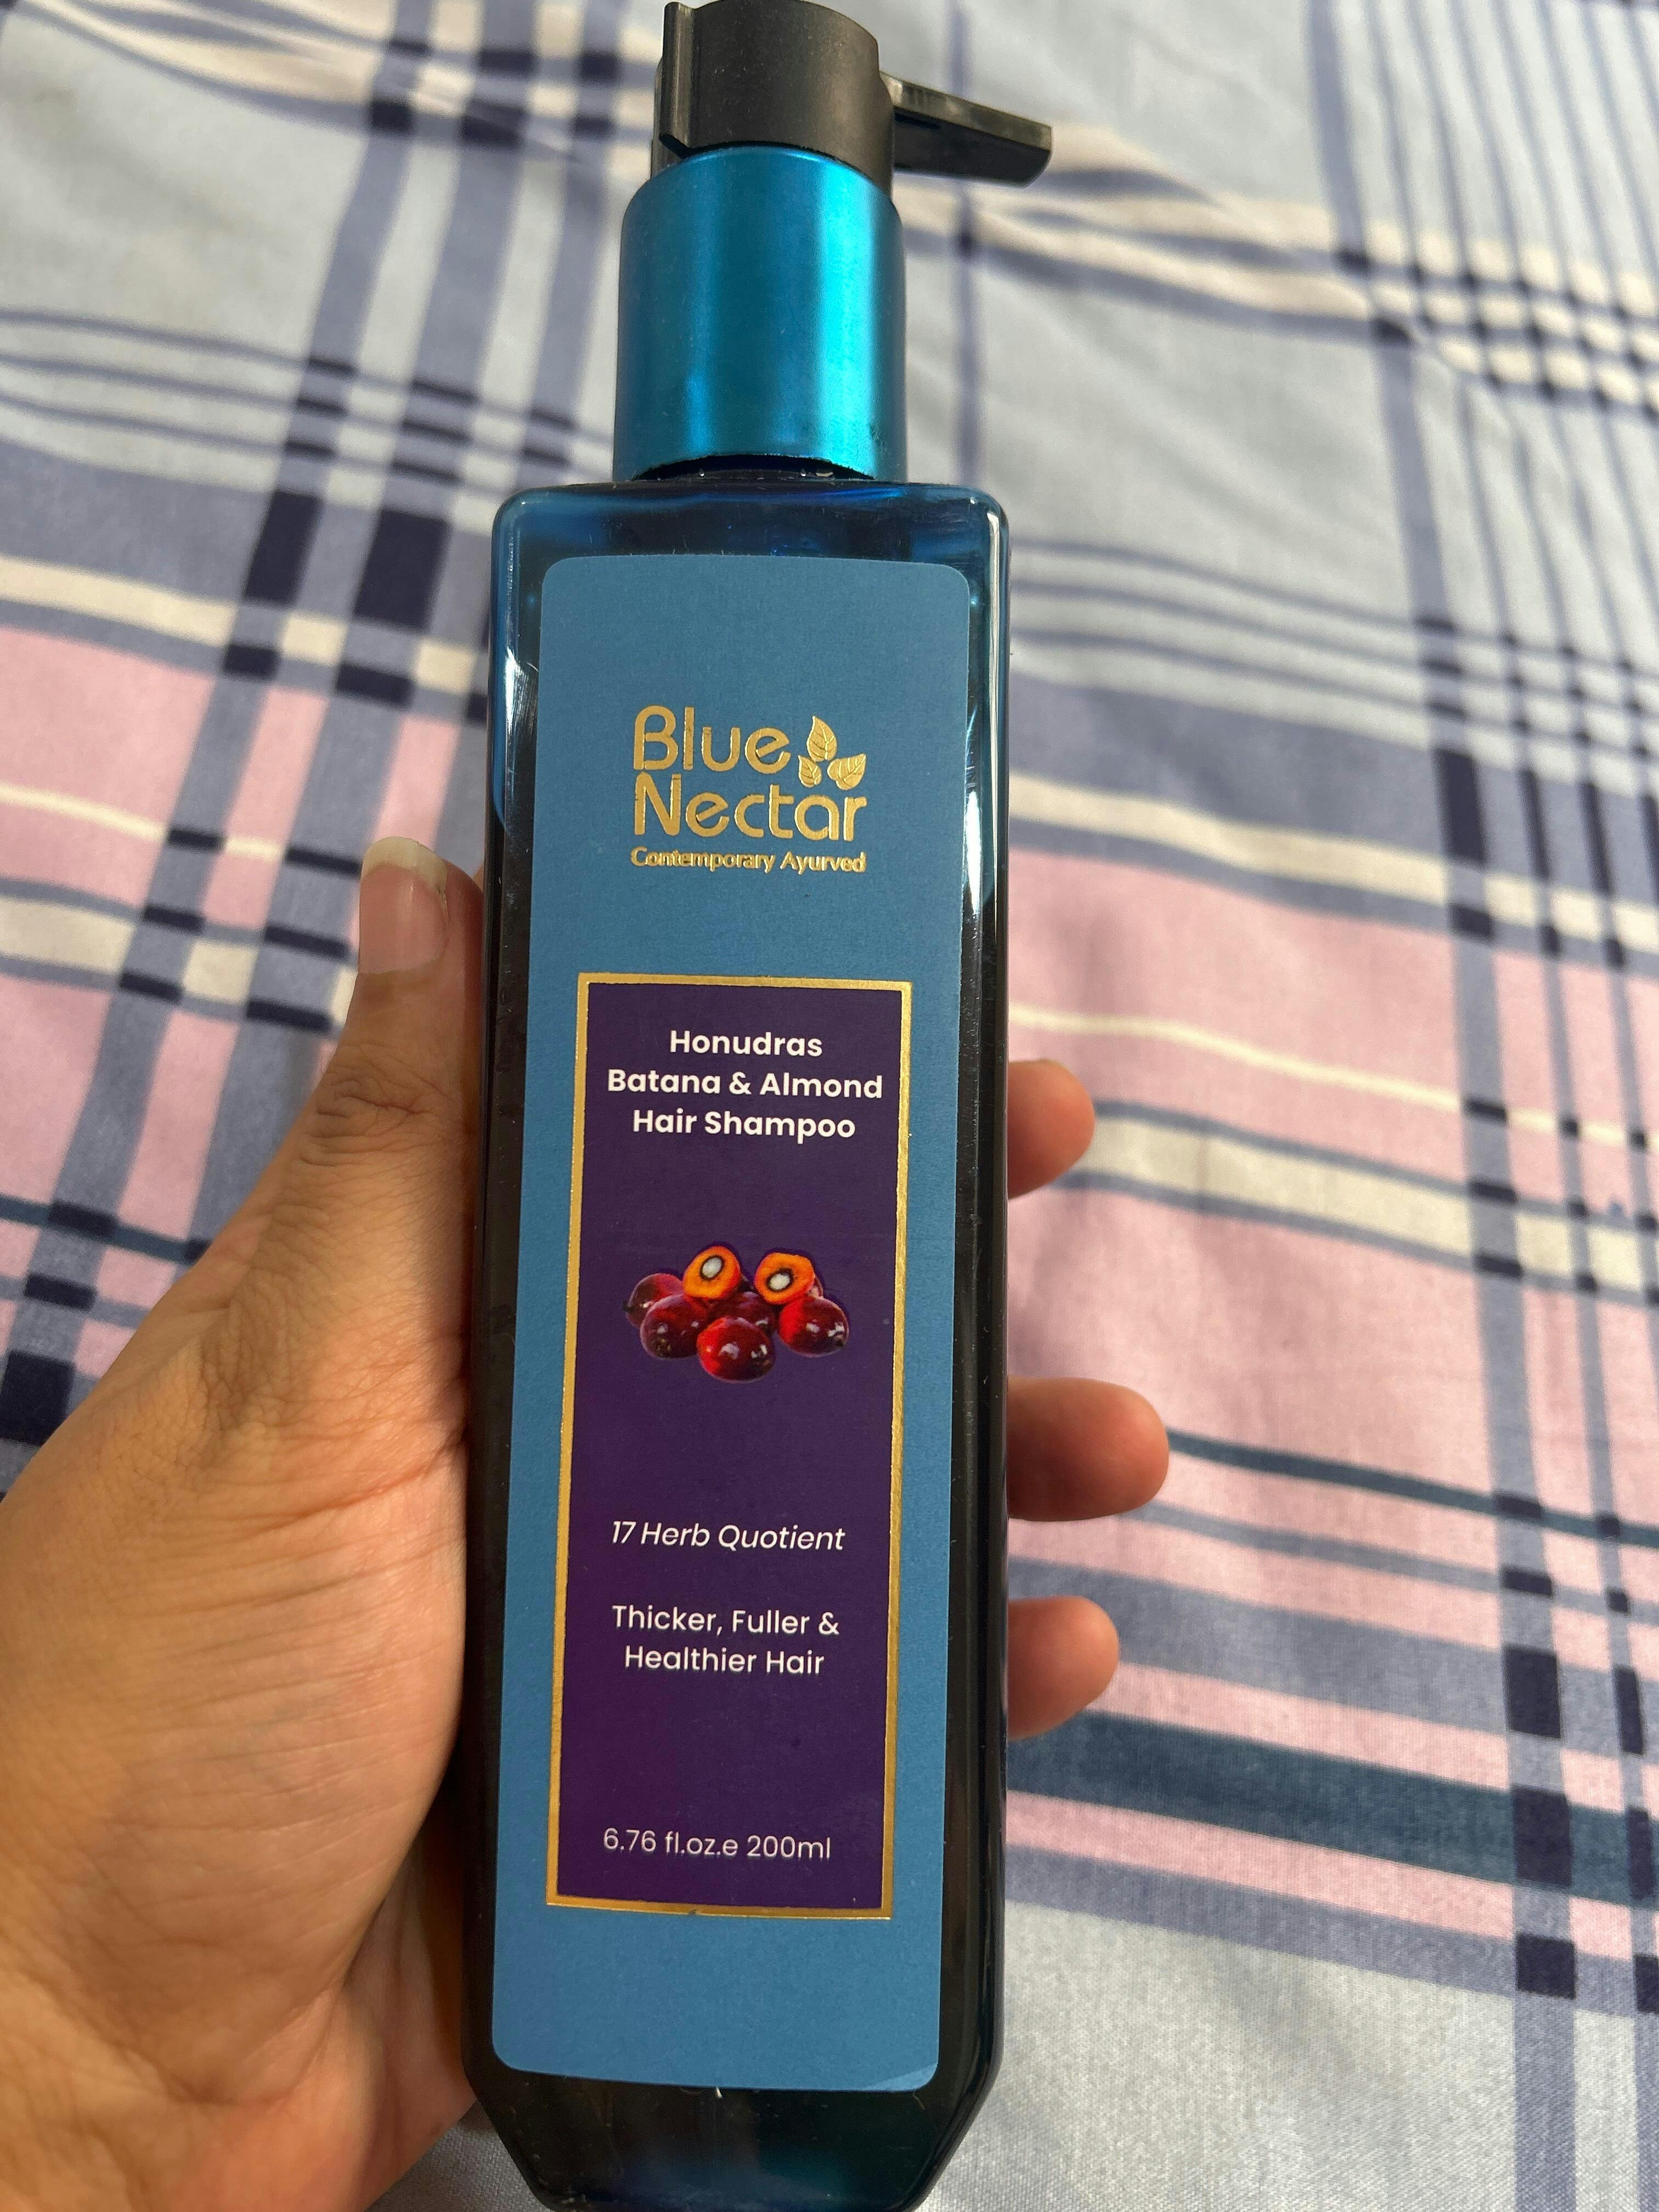 Blue
Nectar
Contemporary Ayurved
Honudras
Batana & Almond
Hair Shampoo
17 Herb Quotient
Thicker, Fuller &
Healthier Hair
6.76 fl.oz.e 200ml